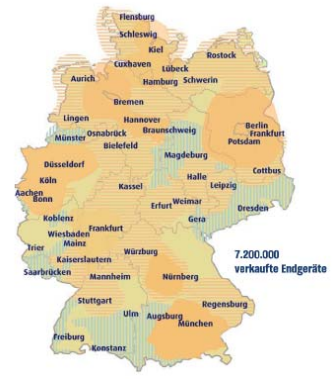 Flensburg
Schleswig
Kiel
Rostock
Cuxhaven
Lübeck
Aurich
Hamburg Schwerin
Bremen
Lingen
Hannover
Berlin
Frankfurt
Münster Osnabrück Braunschweig
Potsdam
Bielefeld
Magdeburg
Düsseldorf
Cottbus
Halle
Köln
Kassel
Leipzig
Aachen
Bonn
Erfurt Weimar
Dresden
Koblenz
Gera
Wiesbaden Frankfurt
Mainz
Trier
Würzburg
Kaiserslautern
Saarbrücken
Mannheim
Nürnberg
7.200.000
verkaufte Endgeräte
Stuttgart
Regensburg
Ulm Augsburg
München
Freiburg
Konstanz